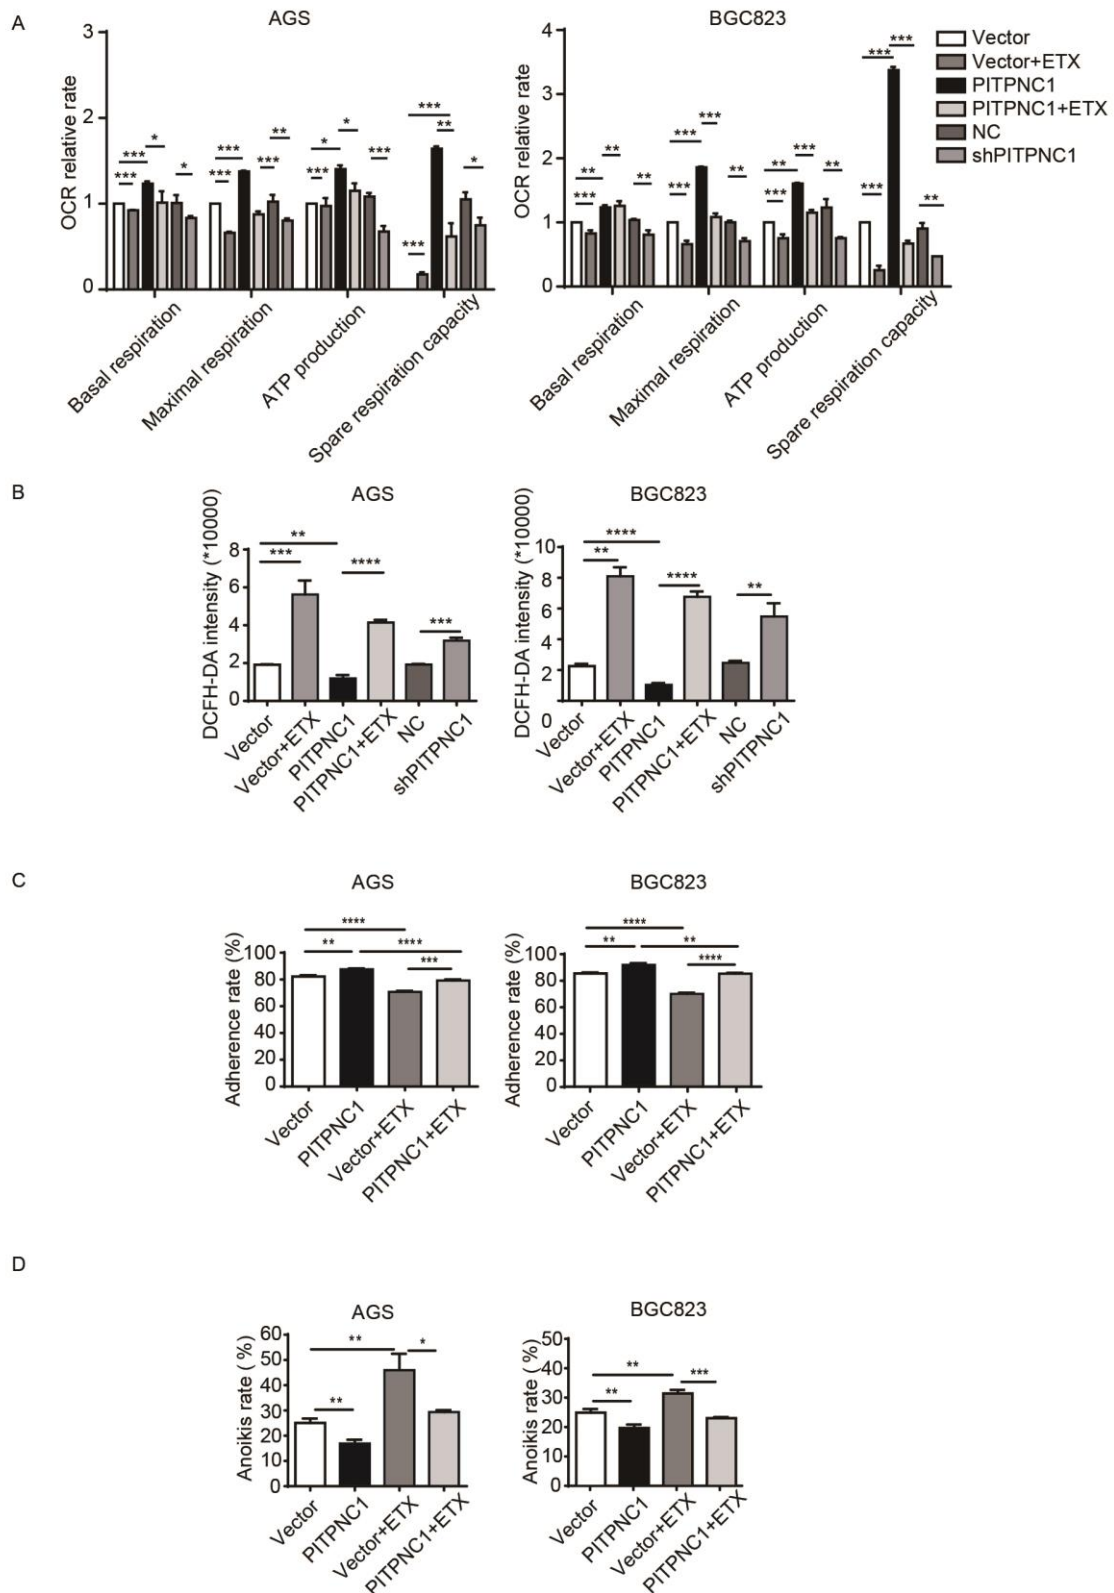 A
AGS
OCR relative rate
3
2
1
0
***
***
*
*
***
***
***
**
*
***
*
***
***
***
**
*
Basal respiration
Maximal respiration
ATP production
Spare respiration capacity
BGC823
OCR relative rate
4
3
2
1
0
**
***
**
**
***
***
***
**
**
***
***
**
***
***
***
**
Basal respiration
Maximal respiration
ATP production
Spare respiration capacity
Vector
Vector+ETX
PITPNC1
PITPNC1+ETX
NC
shPITPNC1
B
AGS
DCFH-DA intensity (*10000)
8
6
4
2
0
**
***
****
***
Vector
Vector+ETX
PITPNC1
PITPNC1+ETX
NC
shPITPNC1
BGC823
DCFH-DA intensity (*10000)
10
8
6
4
2
0
****
**
****
**
Vector
Vector+ETX
PITPNC1
PITPNC1+ETX
NC
shPITPNC1
C
AGS
Adherence rate (%)
100
80
60
40
20
0
****
**
****
***
Vector
PITPNC1
Vector+ETX
PITPNC1+ETX
BGC823
Adherence rate (%)
100
80
60
40
20
0
****
**
**
****
Vector
PITPNC1
Vector+ETX
PITPNC1+ETX
D
AGS
Anoikis rate ( %)
60
50
40
30
20
10
0
**
*
**
Vector
PITPNC1
Vector+ETX
PITPNC1+ETX
BGC823
Anoikis rate ( %)
50
40
30
20
10
0
**
***
**
Vector
PITPNC1
Vector+ETX
PITPNC1+ETX